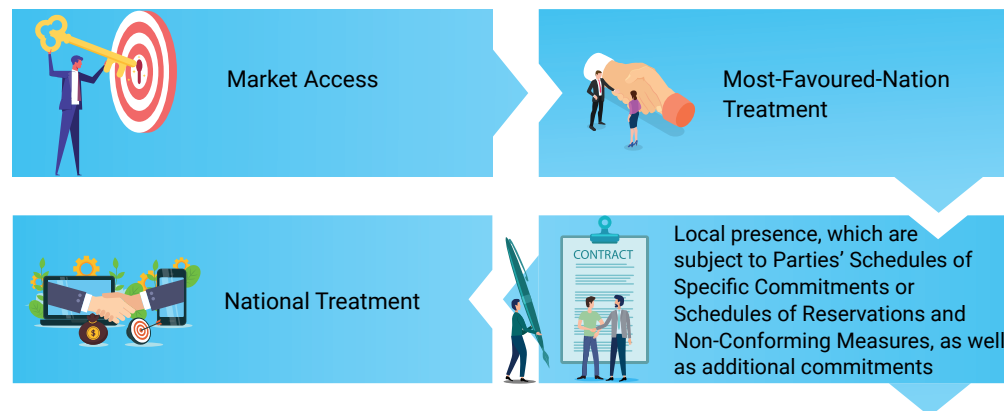 Market Access
Most-Favoured-Nation
Treatment
Local presence, which are
subject to Parties’ Schedules of
Specific Commitments or
Schedules of Reservations and
Non-Conforming Measures, as well
as additional commitments
CONTRACT
National Treatment
$